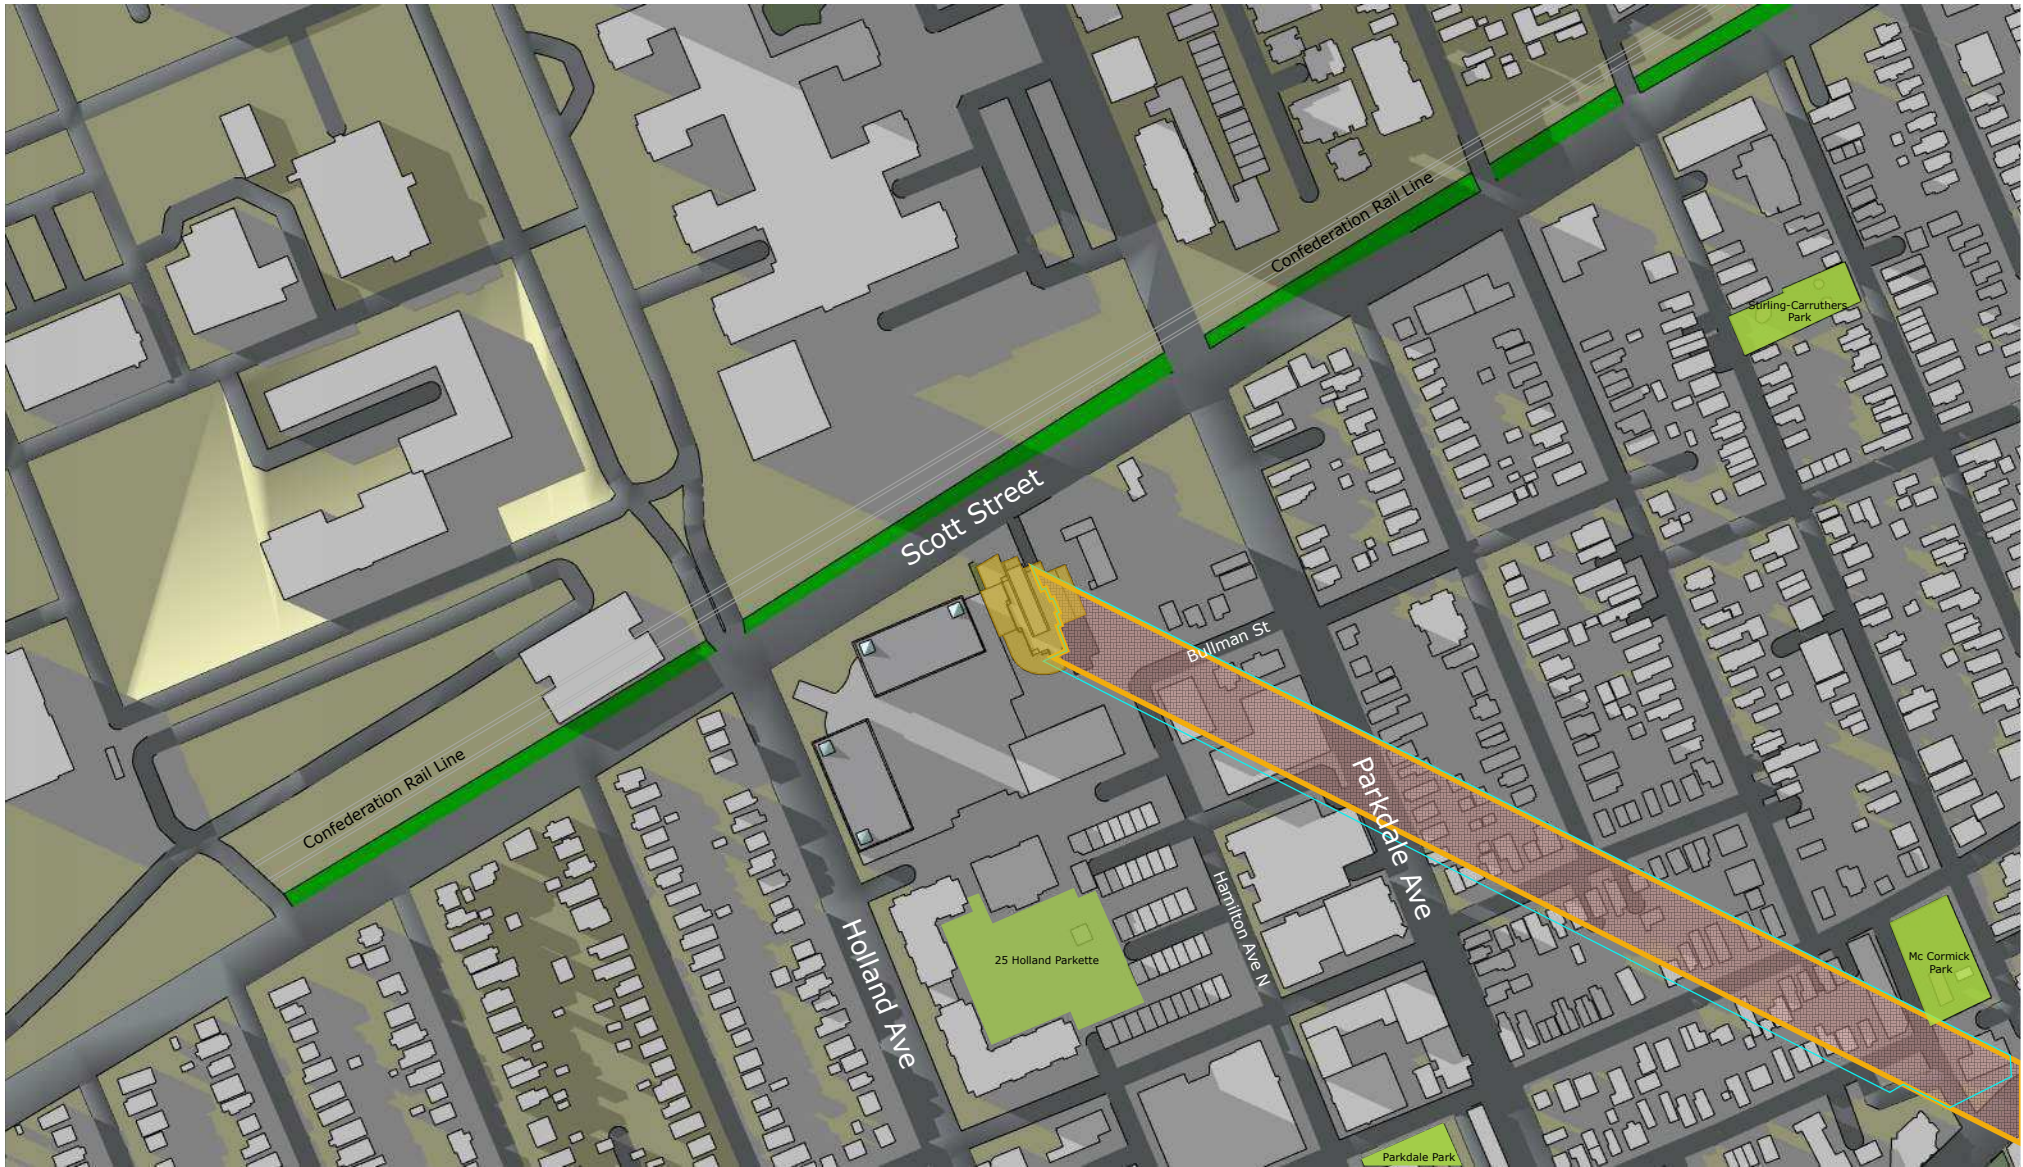 Confederation Rail Line
Stirling-Carruthers
Park
Scott Street
Bullman St
Confederation Rail Line
Parkdale Ave
Hamilton Ave N
Holland Ave
25 Holland Parkette
Mc Cormick
Park
Parkdale Park